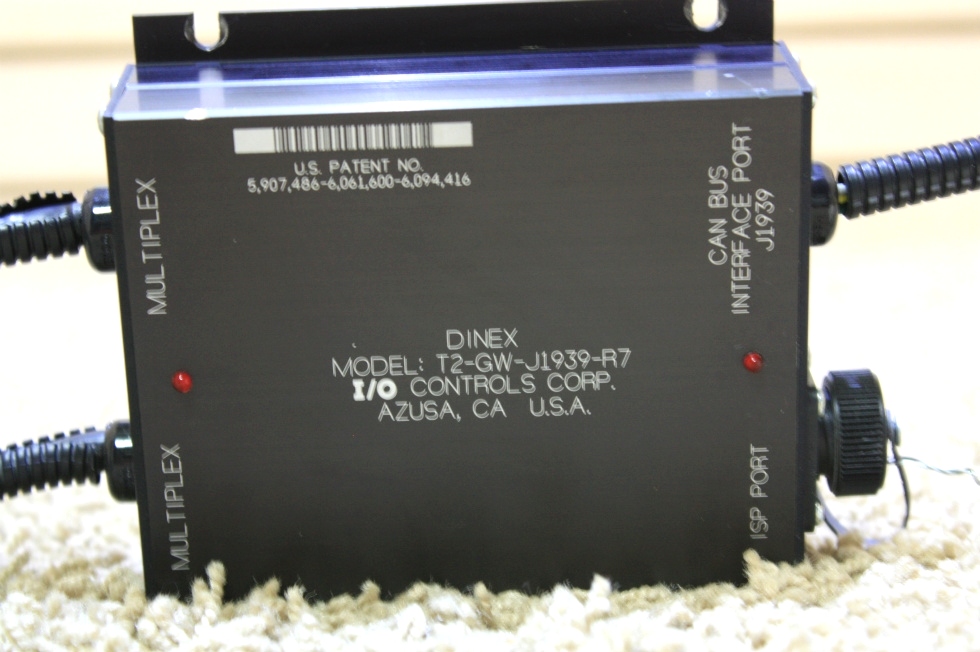 U.S. PATENT NO.
5,907,486-6,061,600-6,094,416
MULTIPLEX
CAN BUS
INTERFACE PORT
J1939
DINEX
MODEL: T2-GW-J1939-R7
I/O CONTROLS CORP.
AZUSA, CA U.S.A.
MULTIPLEX
ISP PORT